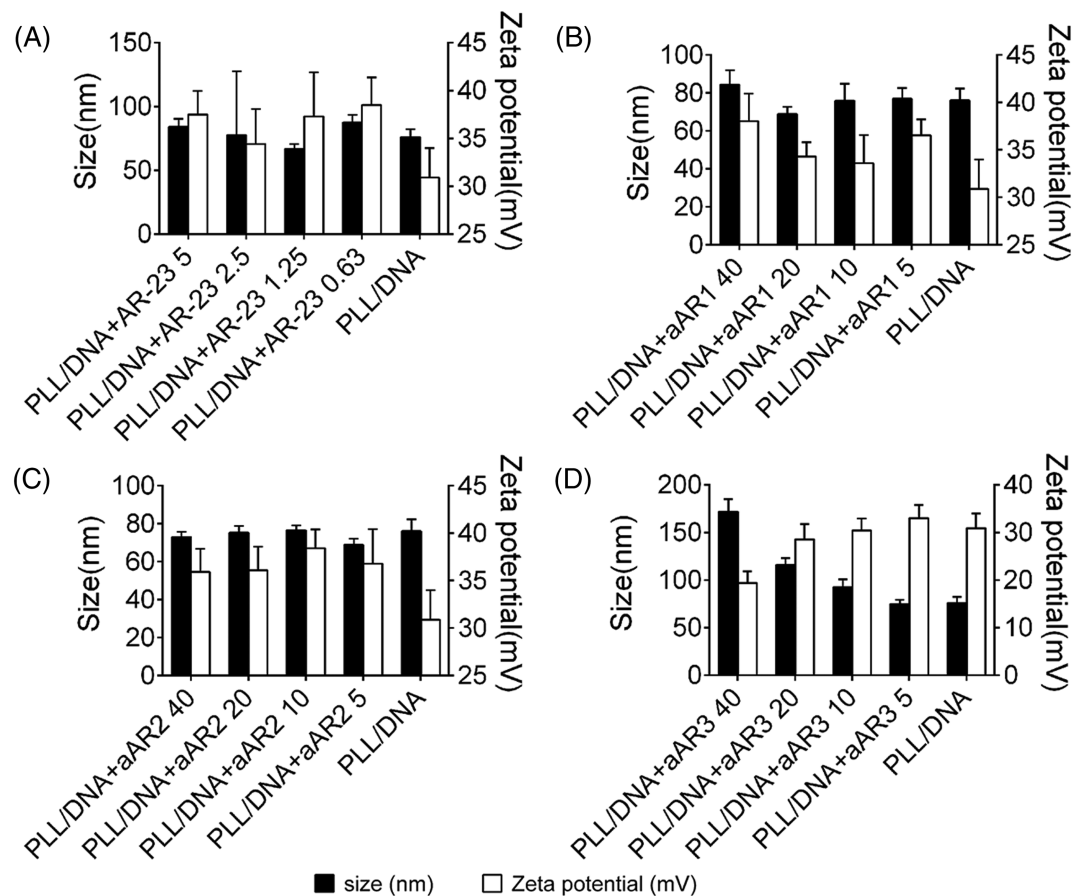 (A)
Size(nm)
150
100
50
0
45
40
35
30
25
Zeta potential(mV)
PLL/DNA+AR-23 5
PLL/DNA+AR-23 2.5
PLL/DNA+AR-23 1.25
PLL/DNA+AR-23 0.63
PLL/DNA
(B)
Size(nm)
100
80
60
40
20
0
45
40
35
30
25
Zeta potential(mV)
PLL/DNA+aAR1 40
PLL/DNA+aAR1 20
PLL/DNA+aAR1 10
PLL/DNA+aAR1 5
PLL/DNA
(C)
Size(nm)
100
80
60
40
20
0
45
40
35
30
25
Zeta potential(mV)
PLL/DNA+aAR2 40
PLL/DNA+aAR2 20
PLL/DNA+aAR2 10
PLL/DNA+aAR2 5
PLL/DNA
(D)
Size(nm)
200
150
100
50
0
40
30
20
10
0
Zeta potential(mV)
PLL/DNA+aAR3 40
PLL/DNA+aAR3 20
PLL/DNA+aAR3 10
PLL/DNA+aAR3 5
PLL/DNA
size (nm)
Zeta potential (mV)